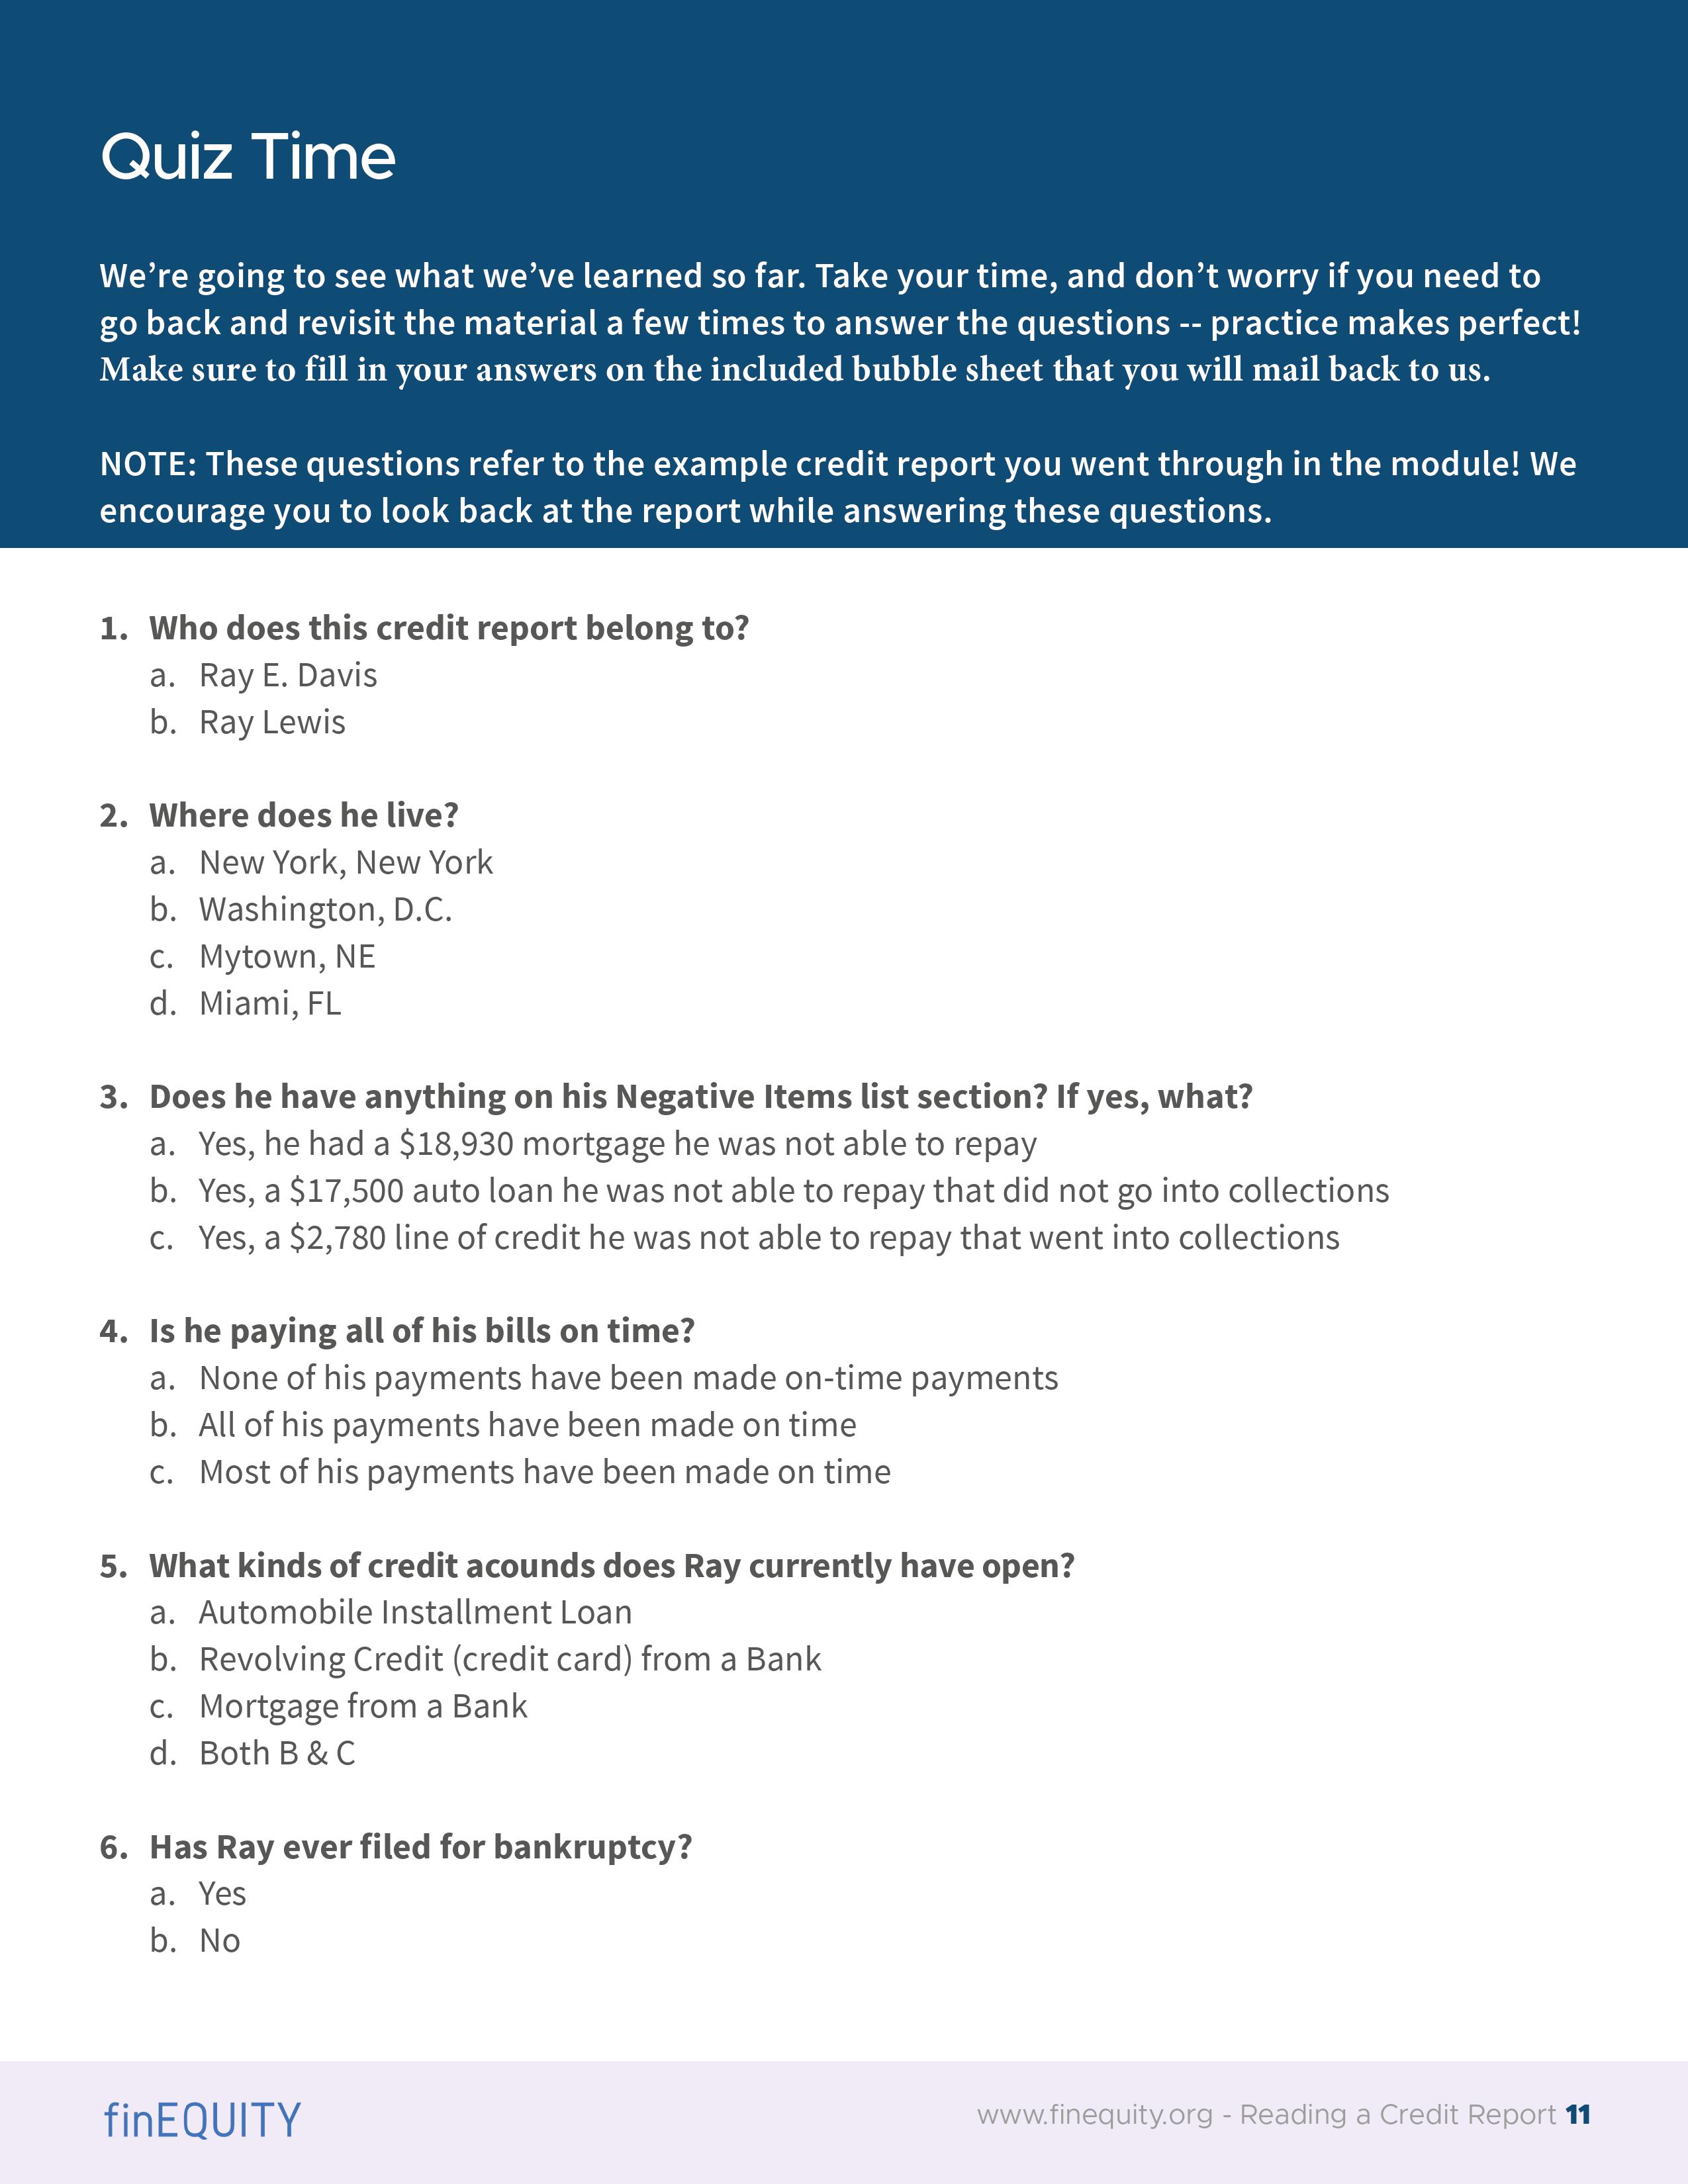 Quiz Time
We’re going to see what we’ve learned so far. Take your time, and don’t worry if you need to
go back and revisit the material a few times to answer the questions -- practice makes perfect!
Make sure to fill in your answers on the included bubble sheet that you will mail back to us.
NOTE: These questions refer to the example credit report you went through in the module! We
encourage you to look back at the report while answering these questions.
1. Who does this credit report belong to?
a. Ray E. Davis
b. Ray Lewis
2. Where does he live?
a. New York, New York
b. Washington, D.C.
c. Mytown, NE
d. Miami, FL
3. Does he have anything on his Negative Items list section? If yes, what?
a. Yes, he had a $18,930 mortgage he was not able to repay
b. Yes, a $17,500 auto loan he was not able to repay that did not go into collections
c. Yes, a $2,780 line of credit he was not able to repay that went into collections
4. Is he paying all of his bills on time?
a. None of his payments have been made on-time payments
b. All of his payments have been made on time
c. Most of his payments have been made on time
5. What kinds of credit acounds does Ray currently have open?
a. Automobile Installment Loan
b. Revolving Credit (credit card) from a Bank
c. Mortgage from a Bank
d. Both B & C
6. Has Ray ever filed for bankruptcy?
a. Yes
b. No
finEQUITY
www.finequity.org - Reading a Credit Report 11